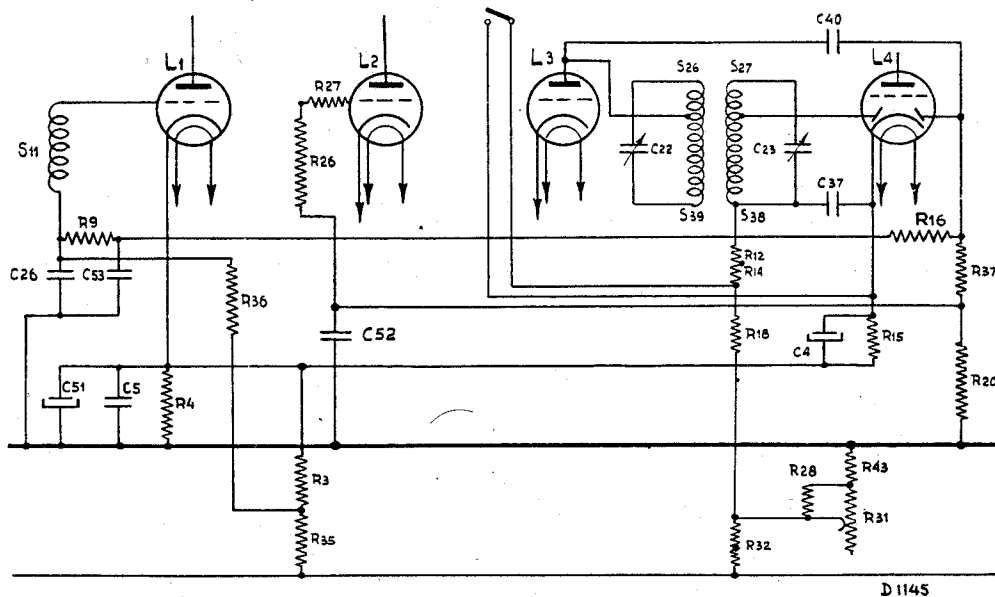 C40
L1
L2
L3
S26
S27
L4
R27
S11
R26
C22
C23
C37
S39
S38
R16
R9
R12
R14
C26
C53
R36
R37
C52
R18
C4
R15
C51
C5
R4
R20
R3
R43
R28
R31
R35
R32
D1145